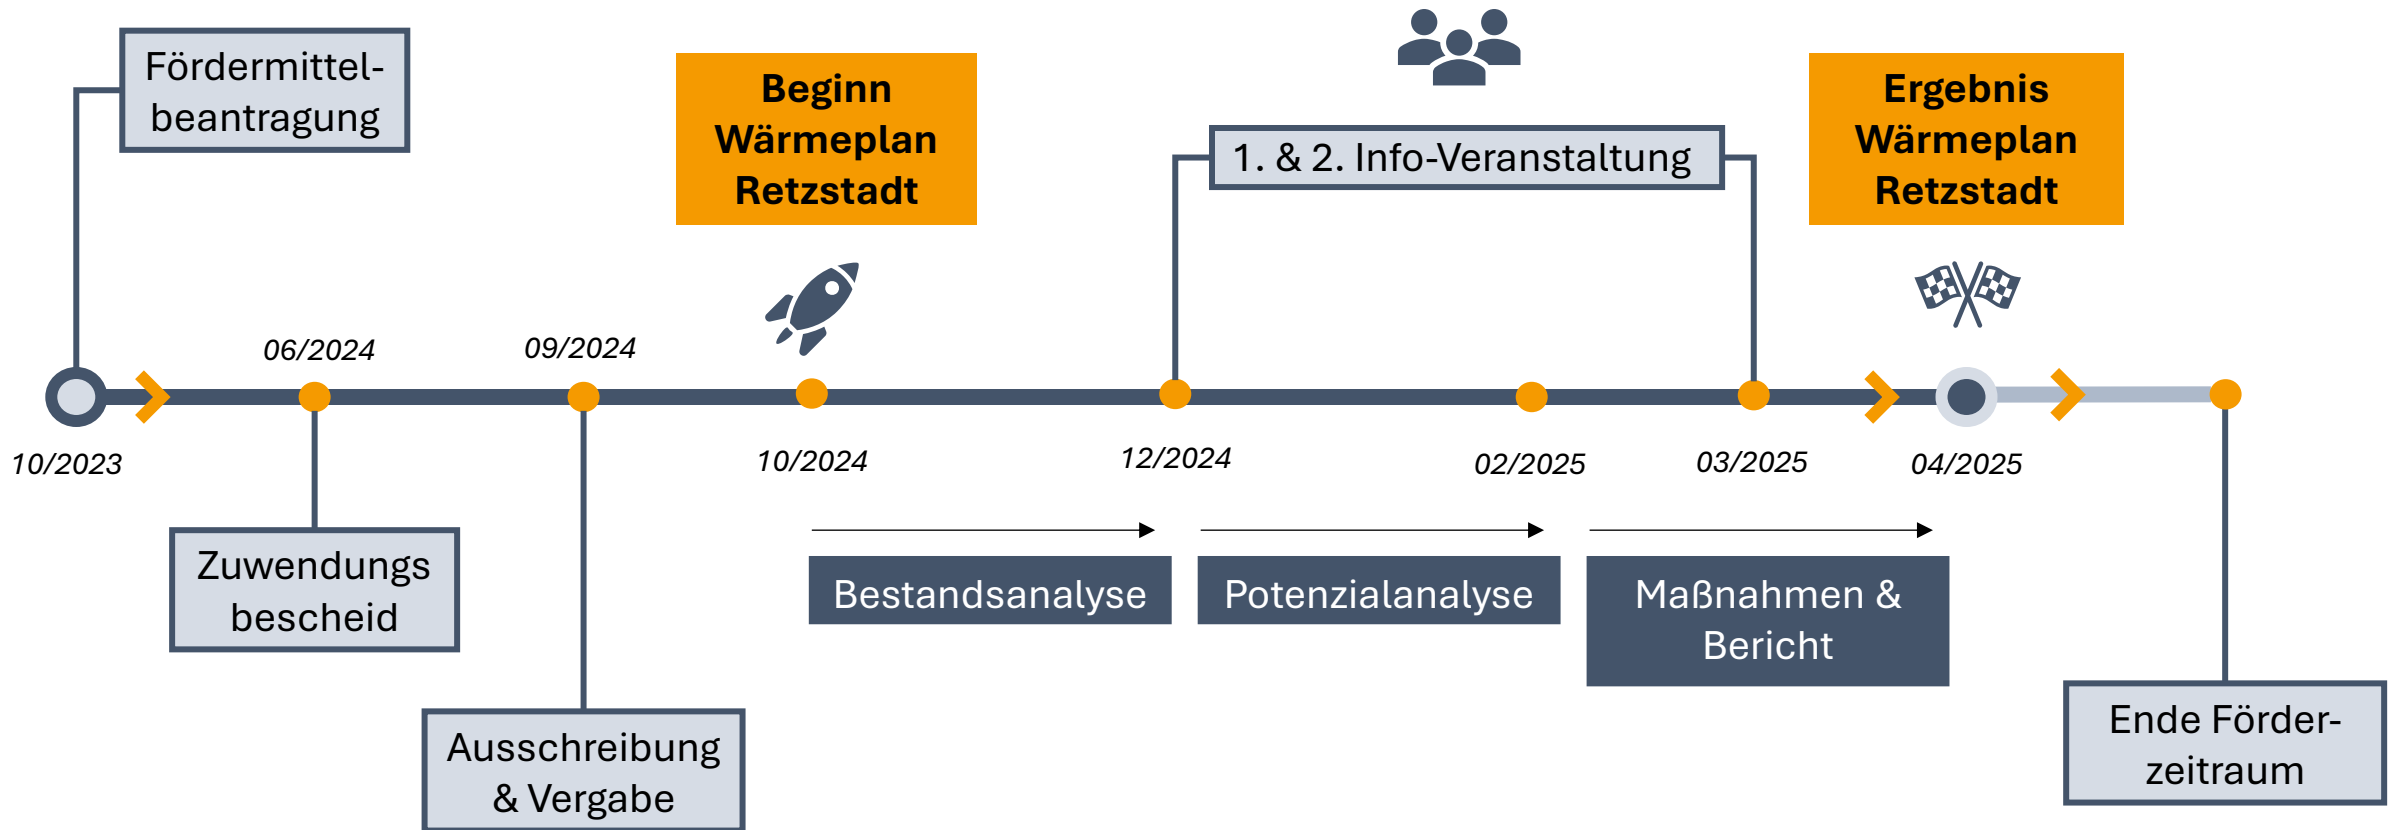 Fördermittel-
beantragung
Beginn
Wärmeplan
Retzstadt
1. & 2. Info-Veranstaltung
Ergebnis
Wärmeplan
Retzstadt
06/2024
09/2024
10/2023
10/2024
12/2024
02/2025
03/2025
04/2025
Zuwendungs
bescheid
Ausschreibung
& Vergabe
Bestandsanalyse
Potenzialanalyse
Maßnahmen &
Bericht
Ende Förder-
zeitraum